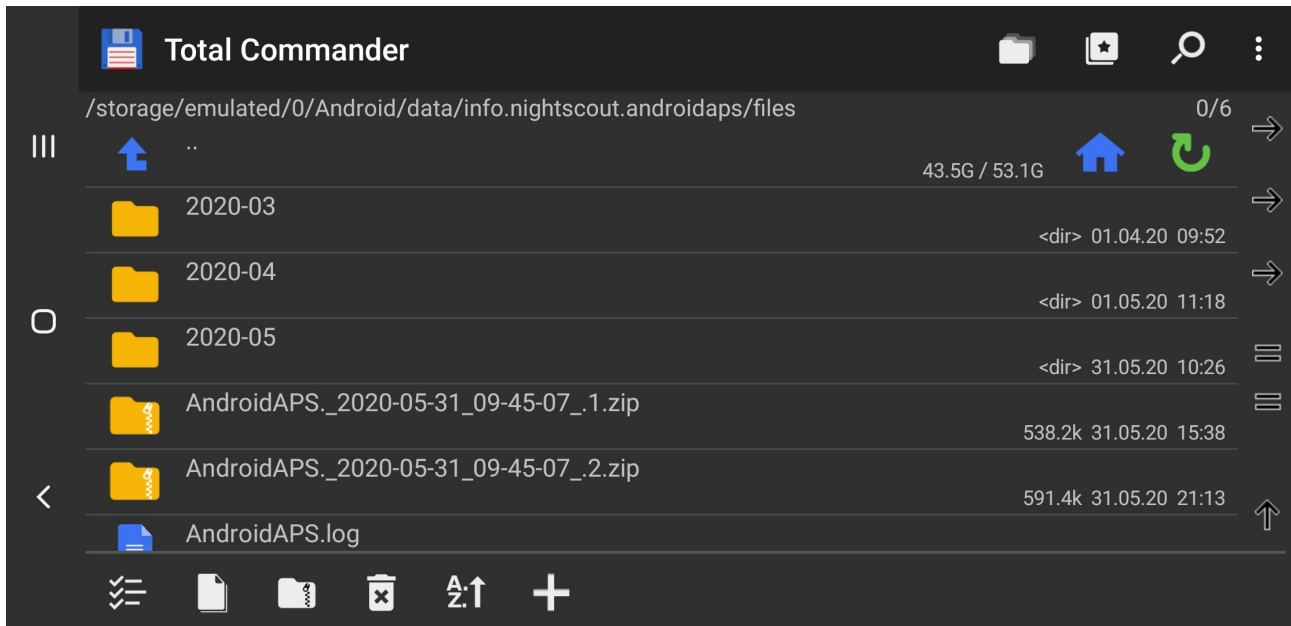 Total Commander
/storage/emulated/0/Android/data/info.nightscout.androidaps/files 0/6
..
43.5G / 53.1G
2020-03
<dir> 01.04.20 09:52
2020-04
<dir> 01.05.20 11:18
2020-05
<dir> 31.05.20 10:26
AndroidAPS._2020-05-31_09-45-07_.1.zip
538.2k 31.05.20 15:38
AndroidAPS._2020-05-31_09-45-07_.2.zip
591.4k 31.05.20 21:13
AndroidAPS.log
A.
Z.